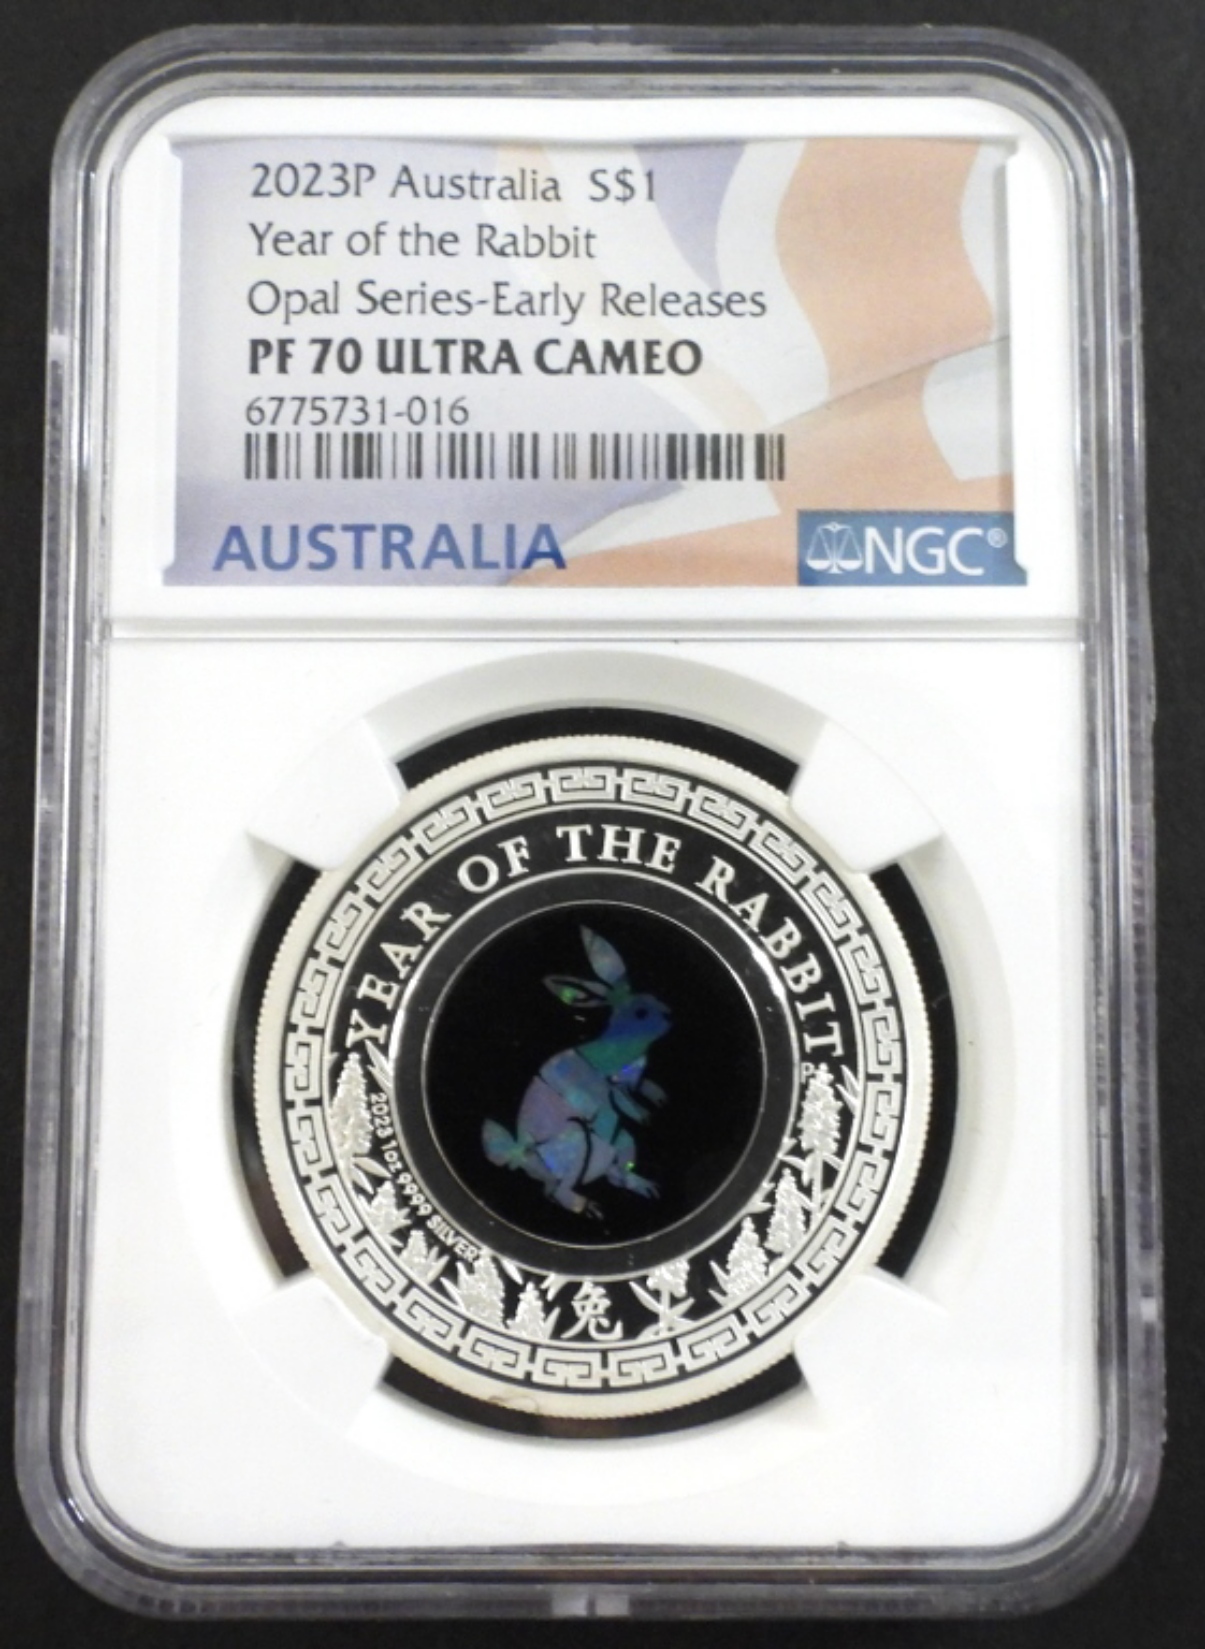 2023P Australia S$1
Year of the Rabbit
Opal Series-Early Releases
PF 70 ULTRA CAMEO
6775731-016
AUSTRALIA
NGC®
YEAR OF THE RABBIT
P
2023 1oz 9999 SILVER
兔